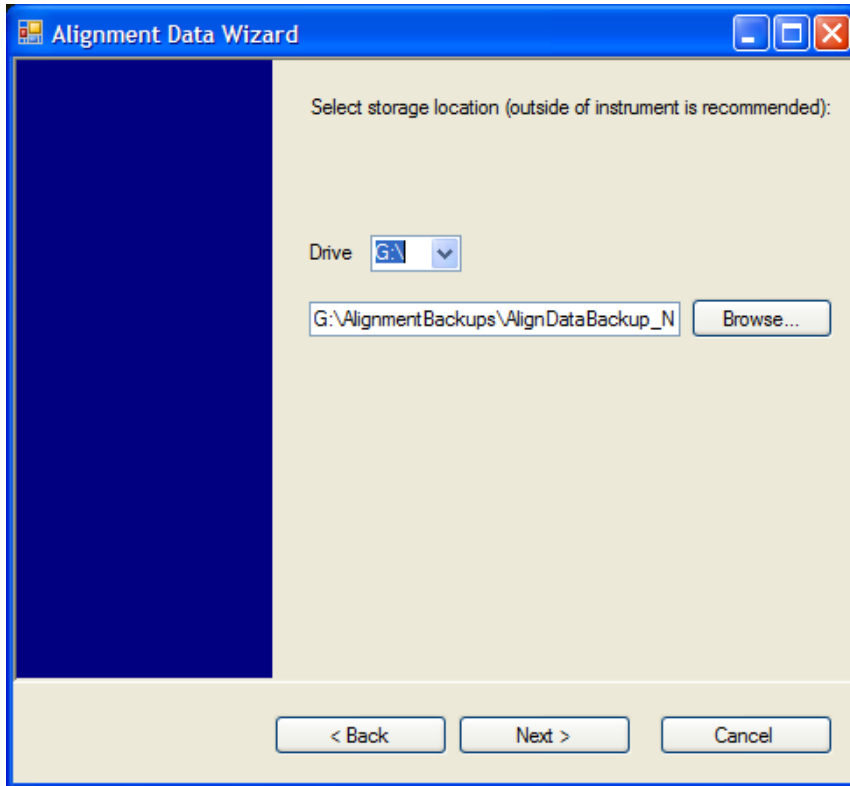 Alignment Data Wizard
Select storage location (outside of instrument is recommended):
Drive G:\
G:\AlignmentBackups\AlignDataBackup_N Browse...
< Back Next > Cancel